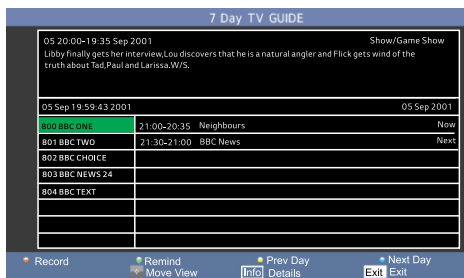 7 Day TV GUIDE
05 20:00-19:35 Sep 2001 Show/Game Show
Libby finally gets her interview,Lou discovers that he is a natural angler and Flick gets wind of the
truth about Tad,Paul and Larissa.W/S.
05 Sep 19:59:43 2001 05 Sep 2001
800 BBC ONE 21:00-20:35 Neighbours Now
801 BBC TWO 21:30-21:00 BBC News Next
802 BBC CHOICE
803 BBC NEWS 24
804 BBC TEXT
Record Remind Prev Day Next Day
Move View Info Details Exit Exit